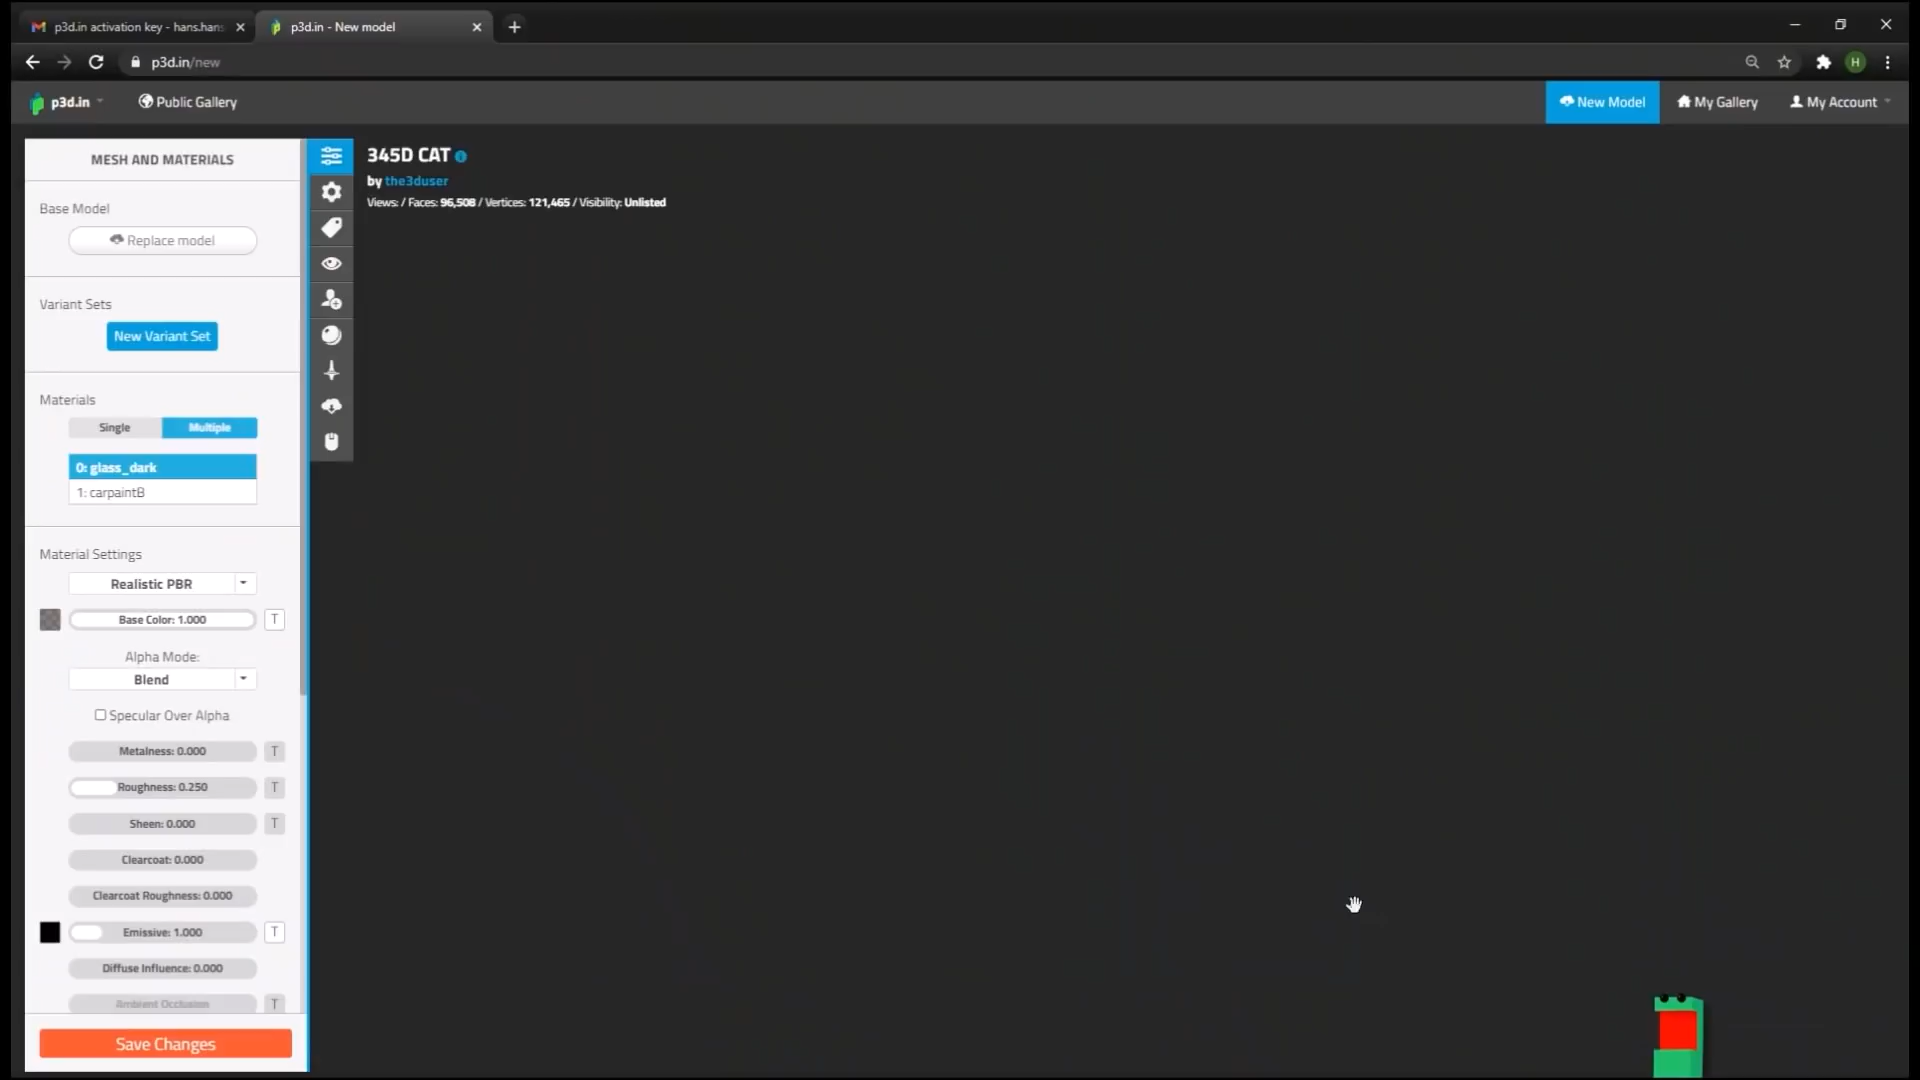 p3d.in activation key - hans.hans
p3d.in - New model
p3d.in/new
H
p3d.in
Public Gallery
New Model
My Gallery
My Account
MESH AND MATERIALS
345D CAT
by the3duser
Views: / Faces: 96,508 / Vertices: 121,465 / Visibility: Unlisted
Base Model
Replace model
Variant Sets
New Variant Set
Materials
Single
Multiple
0: glass_dark
1: carpaintB
Material Settings
Realistic PBR
Base Color: 1.000
T
Alpha Mode:
Blend
Specular Over Alpha
Metalness: 0.000
T
Roughness: 0.250
T
Sheen: 0.000
T
Clearcoat: 0.000
Clearcoat Roughness: 0.000
Emissive: 1.000
T
Diffuse Influence: 0.000
Ambient Occlusion
T
Save Changes